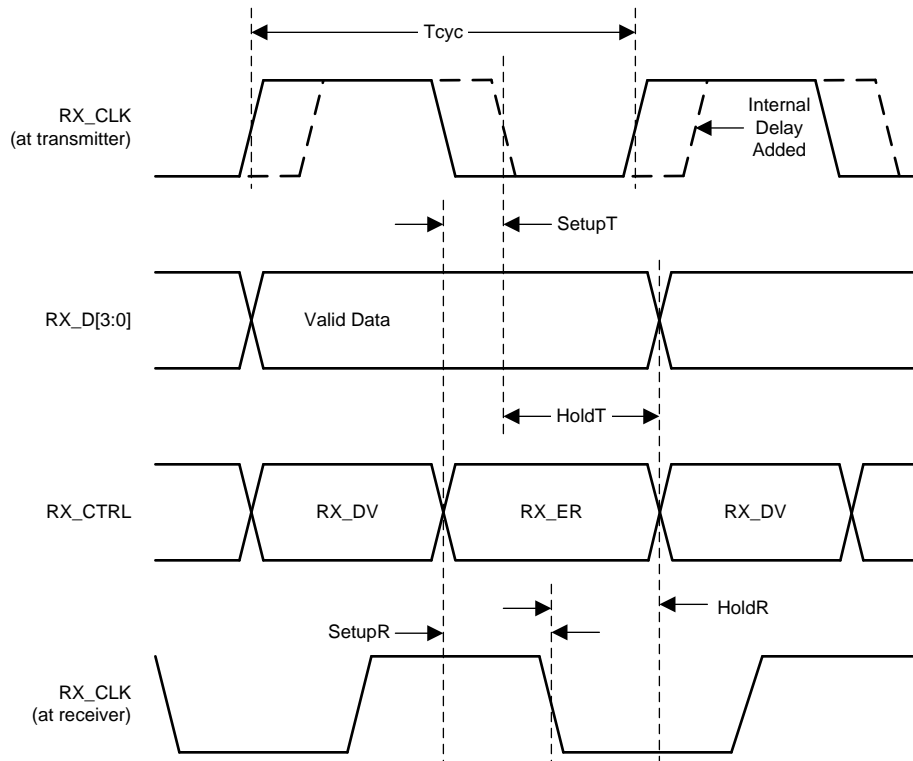 Tcyc
RX_CLK
(at transmitter)
Internal
Delay
Added
SetupT
RX_D[3:0]
Valid Data
HoldT
RX_CTRL
RX_DV
RX_ER
RX_DV
HoldR
SetupR
RX_CLK
(at receiver)